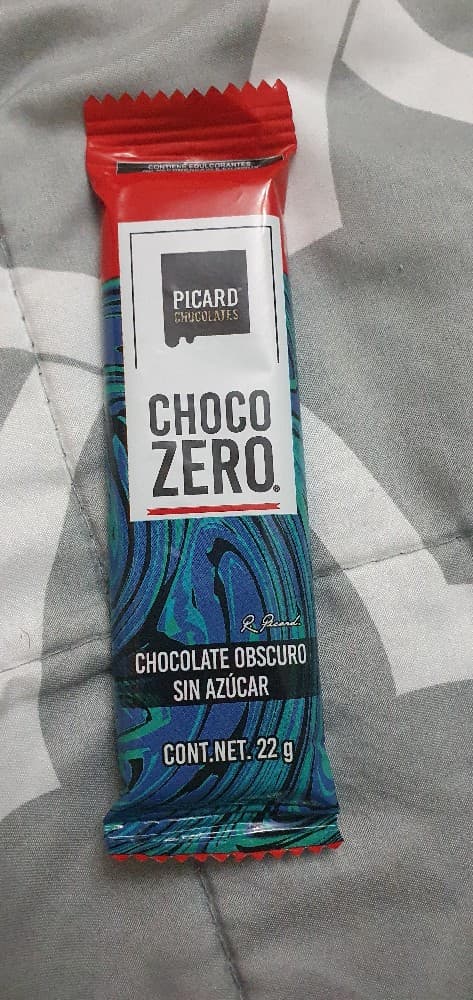 CONTIENE EDULCORANTES
PICARD
CHOCOLATES
CHOCO
ZERO®
R. Picard.
CHOCOLATE OBSCURO
SIN AZÚCAR
CONT.NET. 22 g